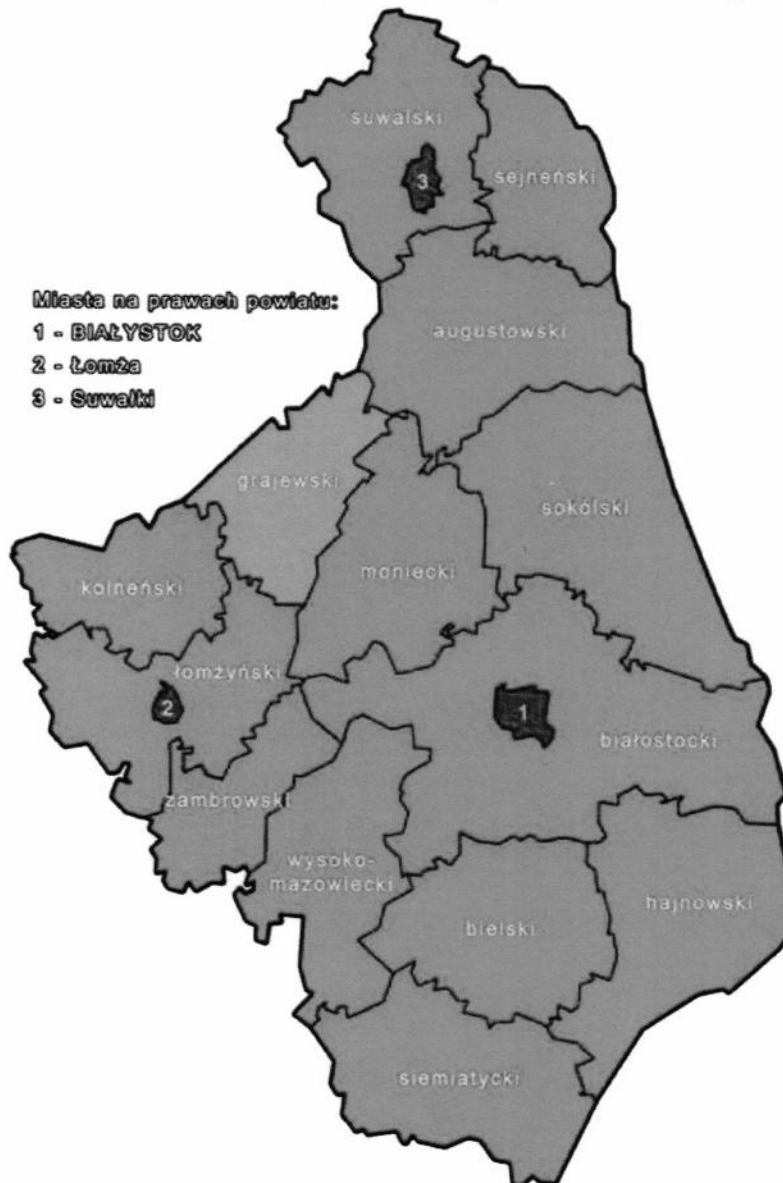 suwalski
3
sejneński
Miasta na prawach powiatu:
1 - BIAŁYSTOK
2 - Łomża
3 - Suwałki
augustowski
grajewski
sokólski
moniecki
kolneński
łomżyński
2
1
białostocki
zambrowski
wysoko-
mazowiecki
hajnowski
bielski
siemiatycki